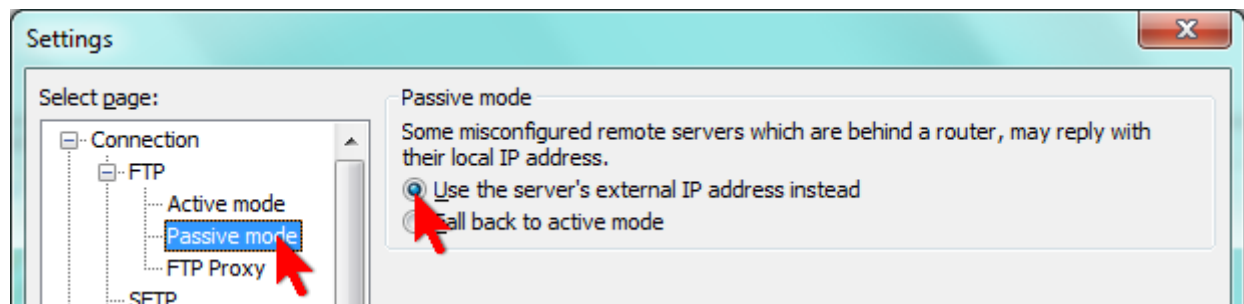 Settings
Select page:
Connection
FTP
Active mode
Passive mode
FTP Proxy
SFTP
Passive mode
Some misconfigured remote servers which are behind a router, may reply with
their local IP address.
Use the server's external IP address instead
Fall back to active mode